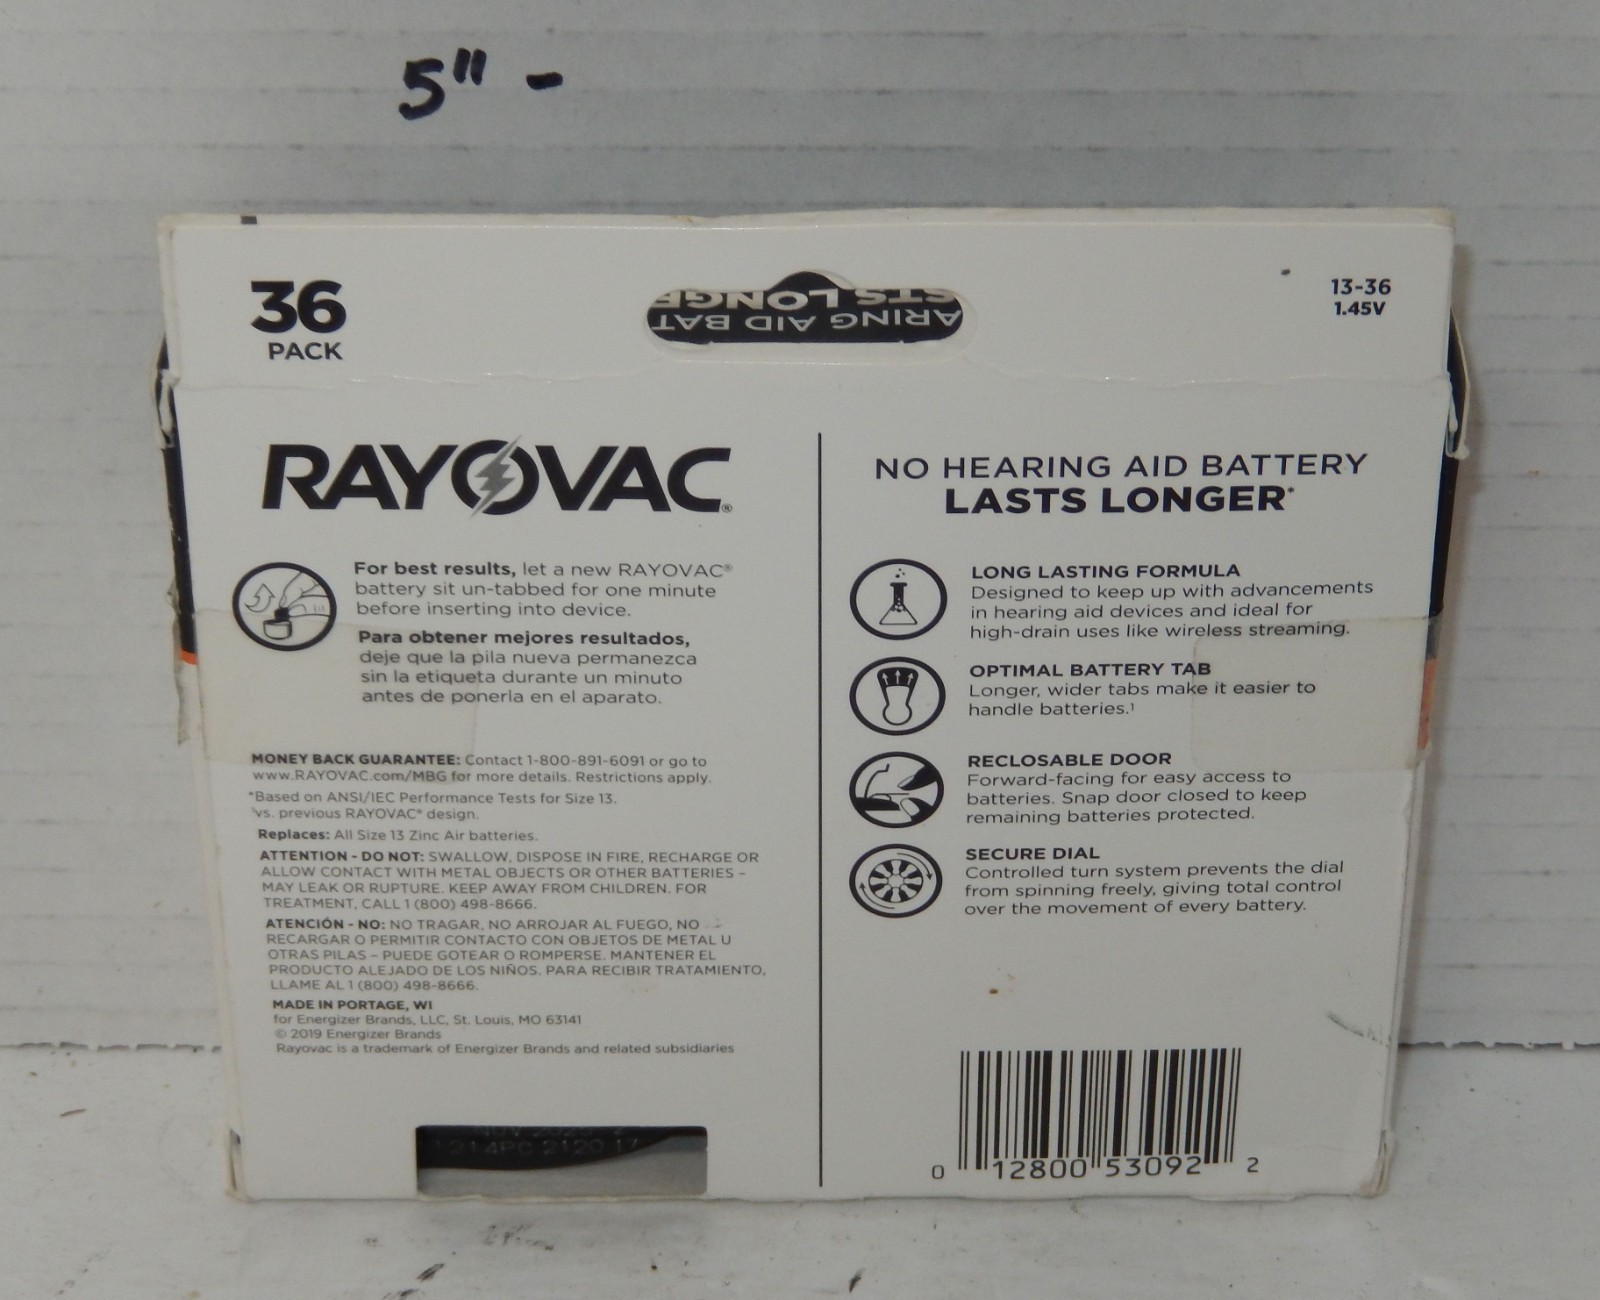 5" -
36
PACK
STS LONGE
ARING AID BAT
13-36
1.45V
RAYOVAC®
For best results, let a new RAYOVAC®
battery sit un-tabbed for one minute
before inserting into device.
Para obtener mejores resultados,
deje que la pila nueva permanezca
sin la etiqueta durante un minuto
antes de ponerla en el aparato.
MONEY BACK GUARANTEE: Contact 1-800-891-6091 or go to
www.RAYOVAC.com/MBG for more details. Restrictions apply.
*Based on ANSI/IEC Performance Tests for Size 13.
¹vs. previous RAYOVAC® design.
Replaces: All Size 13 Zinc Air batteries.
ATTENTION - DO NOT: SWALLOW, DISPOSE IN FIRE, RECHARGE OR
ALLOW CONTACT WITH METAL OBJECTS OR OTHER BATTERIES –
MAY LEAK OR RUPTURE. KEEP AWAY FROM CHILDREN. FOR
TREATMENT, CALL 1 (800) 498-8666.
ATENCIÓN - NO: NO TRAGAR, NO ARROJAR AL FUEGO, NO
RECARGAR O PERMITIR CONTACTO CON OBJETOS DE METAL U
OTRAS PILAS – PUEDE GOTEAR O ROMPERSE. MANTENER EL
PRODUCTO ALEJADO DE LOS NIÑOS. PARA RECIBIR TRATAMIENTO,
LLAME AL 1 (800) 498-8666.
MADE IN PORTAGE, WI
for Energizer Brands, LLC, St. Louis, MO 63141
© 2019 Energizer Brands
Rayovac is a trademark of Energizer Brands and related subsidiaries
NO HEARING AID BATTERY
LASTS LONGER*
LONG LASTING FORMULA
Designed to keep up with advancements
in hearing aid devices and ideal for
high-drain uses like wireless streaming.
OPTIMAL BATTERY TAB
Longer, wider tabs make it easier to
handle batteries.¹
RECLOSABLE DOOR
Forward-facing for easy access to
batteries. Snap door closed to keep
remaining batteries protected.
SECURE DIAL
Controlled turn system prevents the dial
from spinning freely, giving total control
over the movement of every battery.
0 12800 53092 2